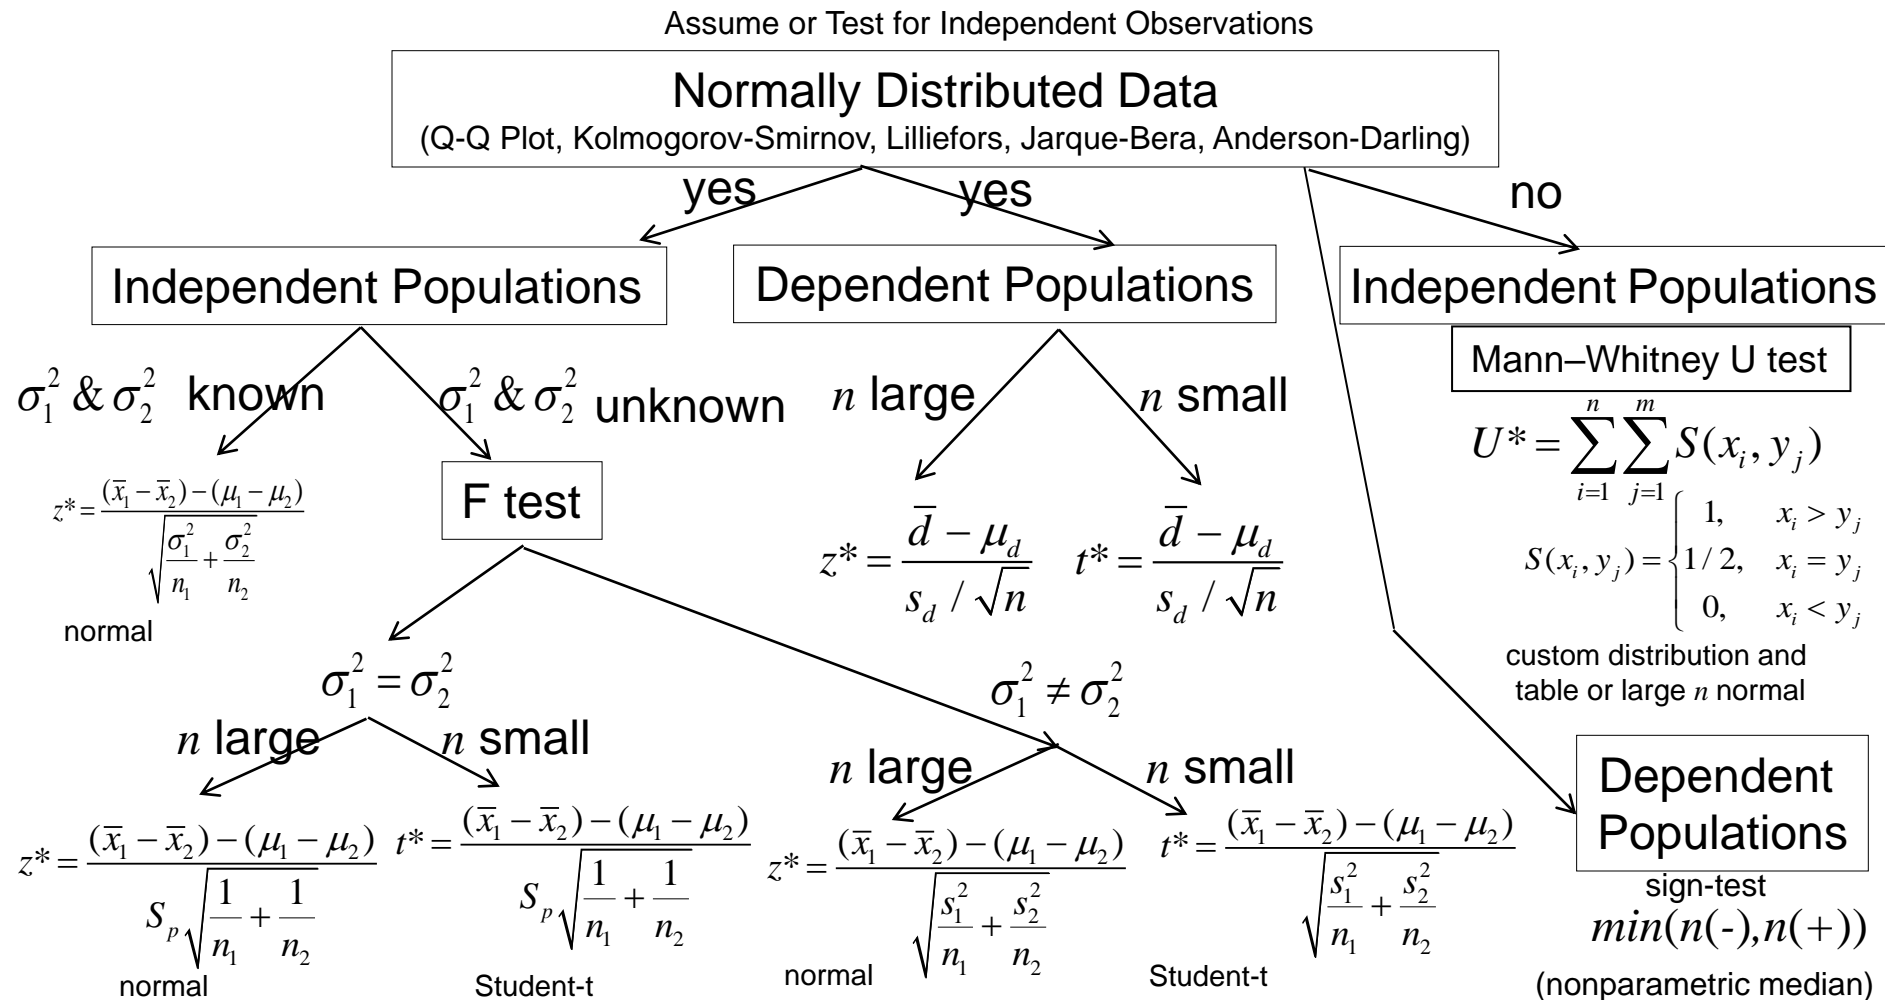 Assume or Test for Independent Observations
Normally Distributed Data
(Q-Q Plot, Kolmogorov-Smirnov, Lilliefors, Jarque-Bera, Anderson-Darling)
yes
yes
no
Independent Populations
Dependent Populations
Independent Populations
σ₁² & σ₂² known
σ₁² & σ₂² unknown
n large
n small
Mann–Whitney U test
z* = ((x̄₁ − x̄₂) − (μ₁ − μ₂)) / √(σ₁²/n₁ + σ₂²/n₂)
normal
F test
z* = (d̄ − μ_d) / (s_d / √n)
t* = (d̄ − μ_d) / (s_d / √n)
U* = ∑_{i=1}^{n} ∑_{j=1}^{m} S(x_i, y_j)
S(x_i, y_j) = {
1, x_i > y_j
1/2, x_i = y_j
0, x_i < y_j
custom distribution and
table or large n normal
σ₁² = σ₂²
σ₁² ≠ σ₂²
n large
n small
n large
n small
z* = ((x̄₁ − x̄₂) − (μ₁ − μ₂)) / (S_p √(1/n₁ + 1/n₂))
normal
t* = ((x̄₁ − x̄₂) − (μ₁ − μ₂)) / (S_p √(1/n₁ + 1/n₂))
Student-t
z* = ((x̄₁ − x̄₂) − (μ₁ − μ₂)) / √(s₁²/n₁ + s₂²/n₂)
normal
t* = ((x̄₁ − x̄₂) − (μ₁ − μ₂)) / √(s₁²/n₁ + s₂²/n₂)
Student-t
Dependent
Populations
sign-test
min(n(-),n(+))
(nonparametric median)